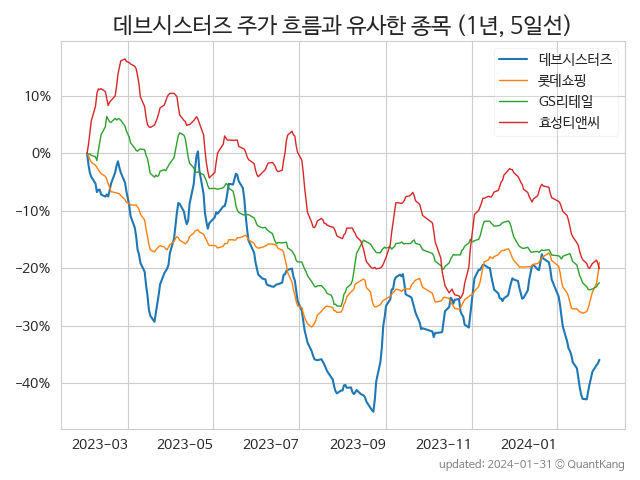 데브시스터즈 주가 흐름과 유사한 종목 (1년, 5일선)
데브시스터즈
롯데쇼핑
GS리테일
효성티앤씨
10%
0%
−10%
−20%
−30%
−40%
2023-03 2023-05 2023-07 2023-09 2023-11 2024-01
updated: 2024-01-31 © QuantKang